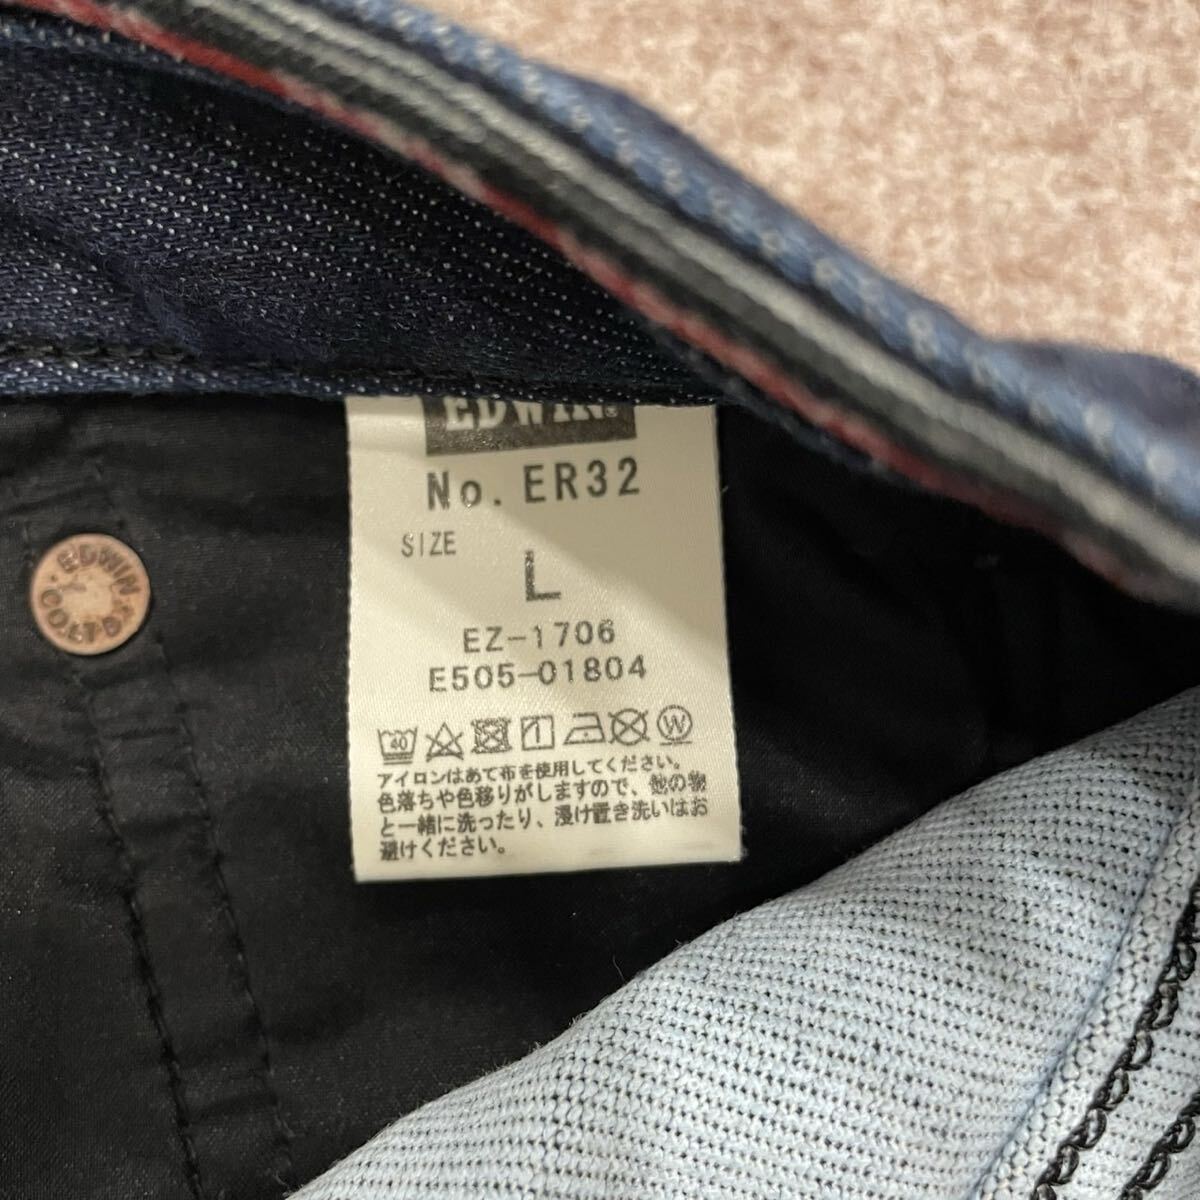 EDWIN®
No. ER32
SIZE
L
EZ-1706
E505-01804
40 W
アイロンはあて布を使用してください。
色落ちや色移りがしますので、他の物
と一緒に洗ったり、浸け置き洗いはお
避けください。
EDWIN
CO.LTD